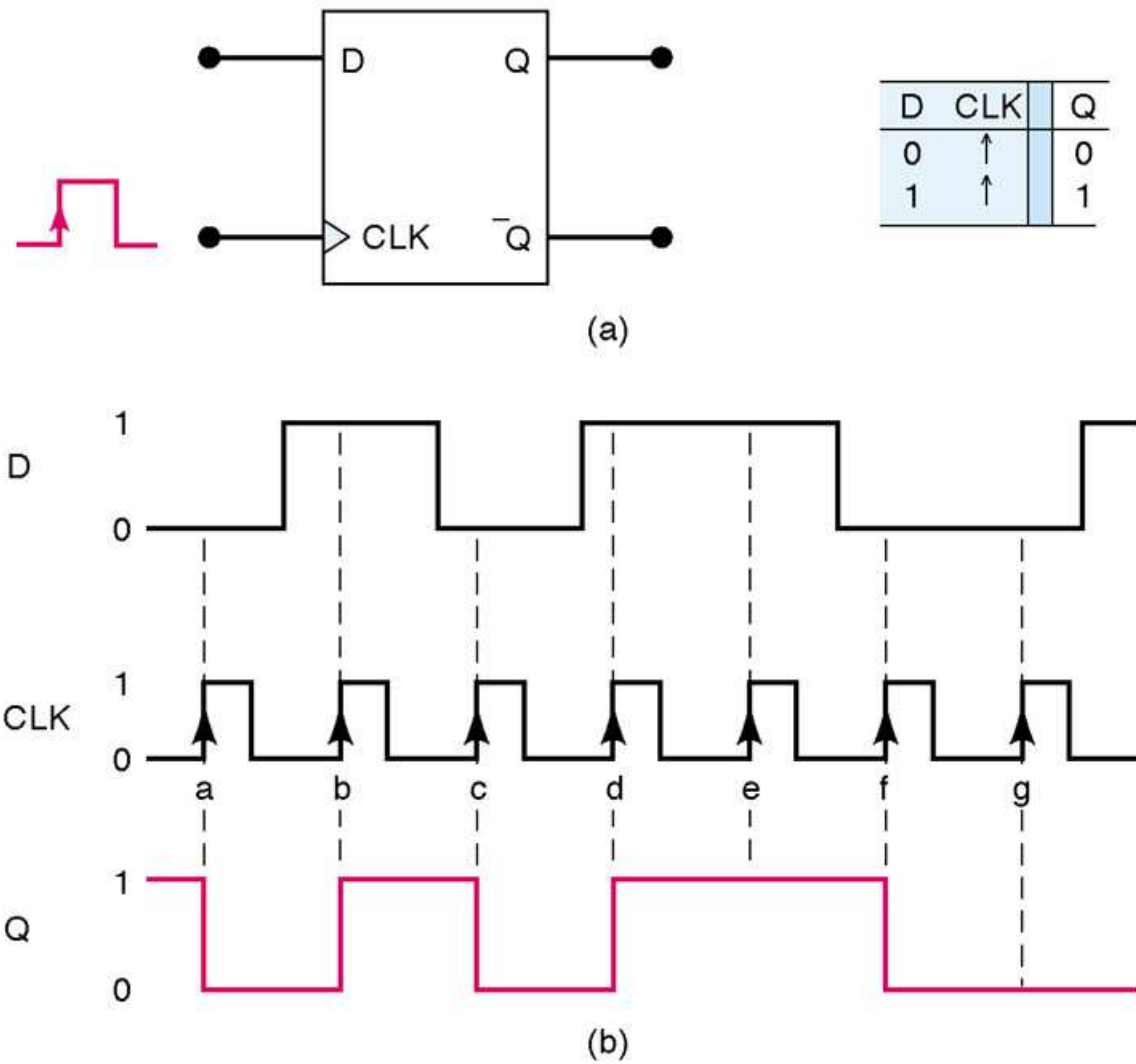 D Q
D CLK Q
0 ↑ 0
1 ↑ 1
CLK Q̅
(a)
1
D
0
1
CLK
0
a b c d e f g
1
Q
0
(b)